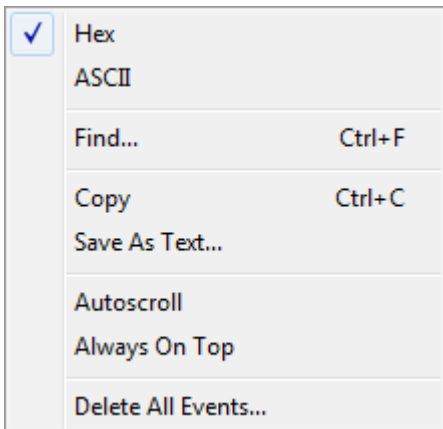 Hex
ASCII
Find... Ctrl+F
Copy Ctrl+C
Save As Text...
Autoscroll
Always On Top
Delete All Events...